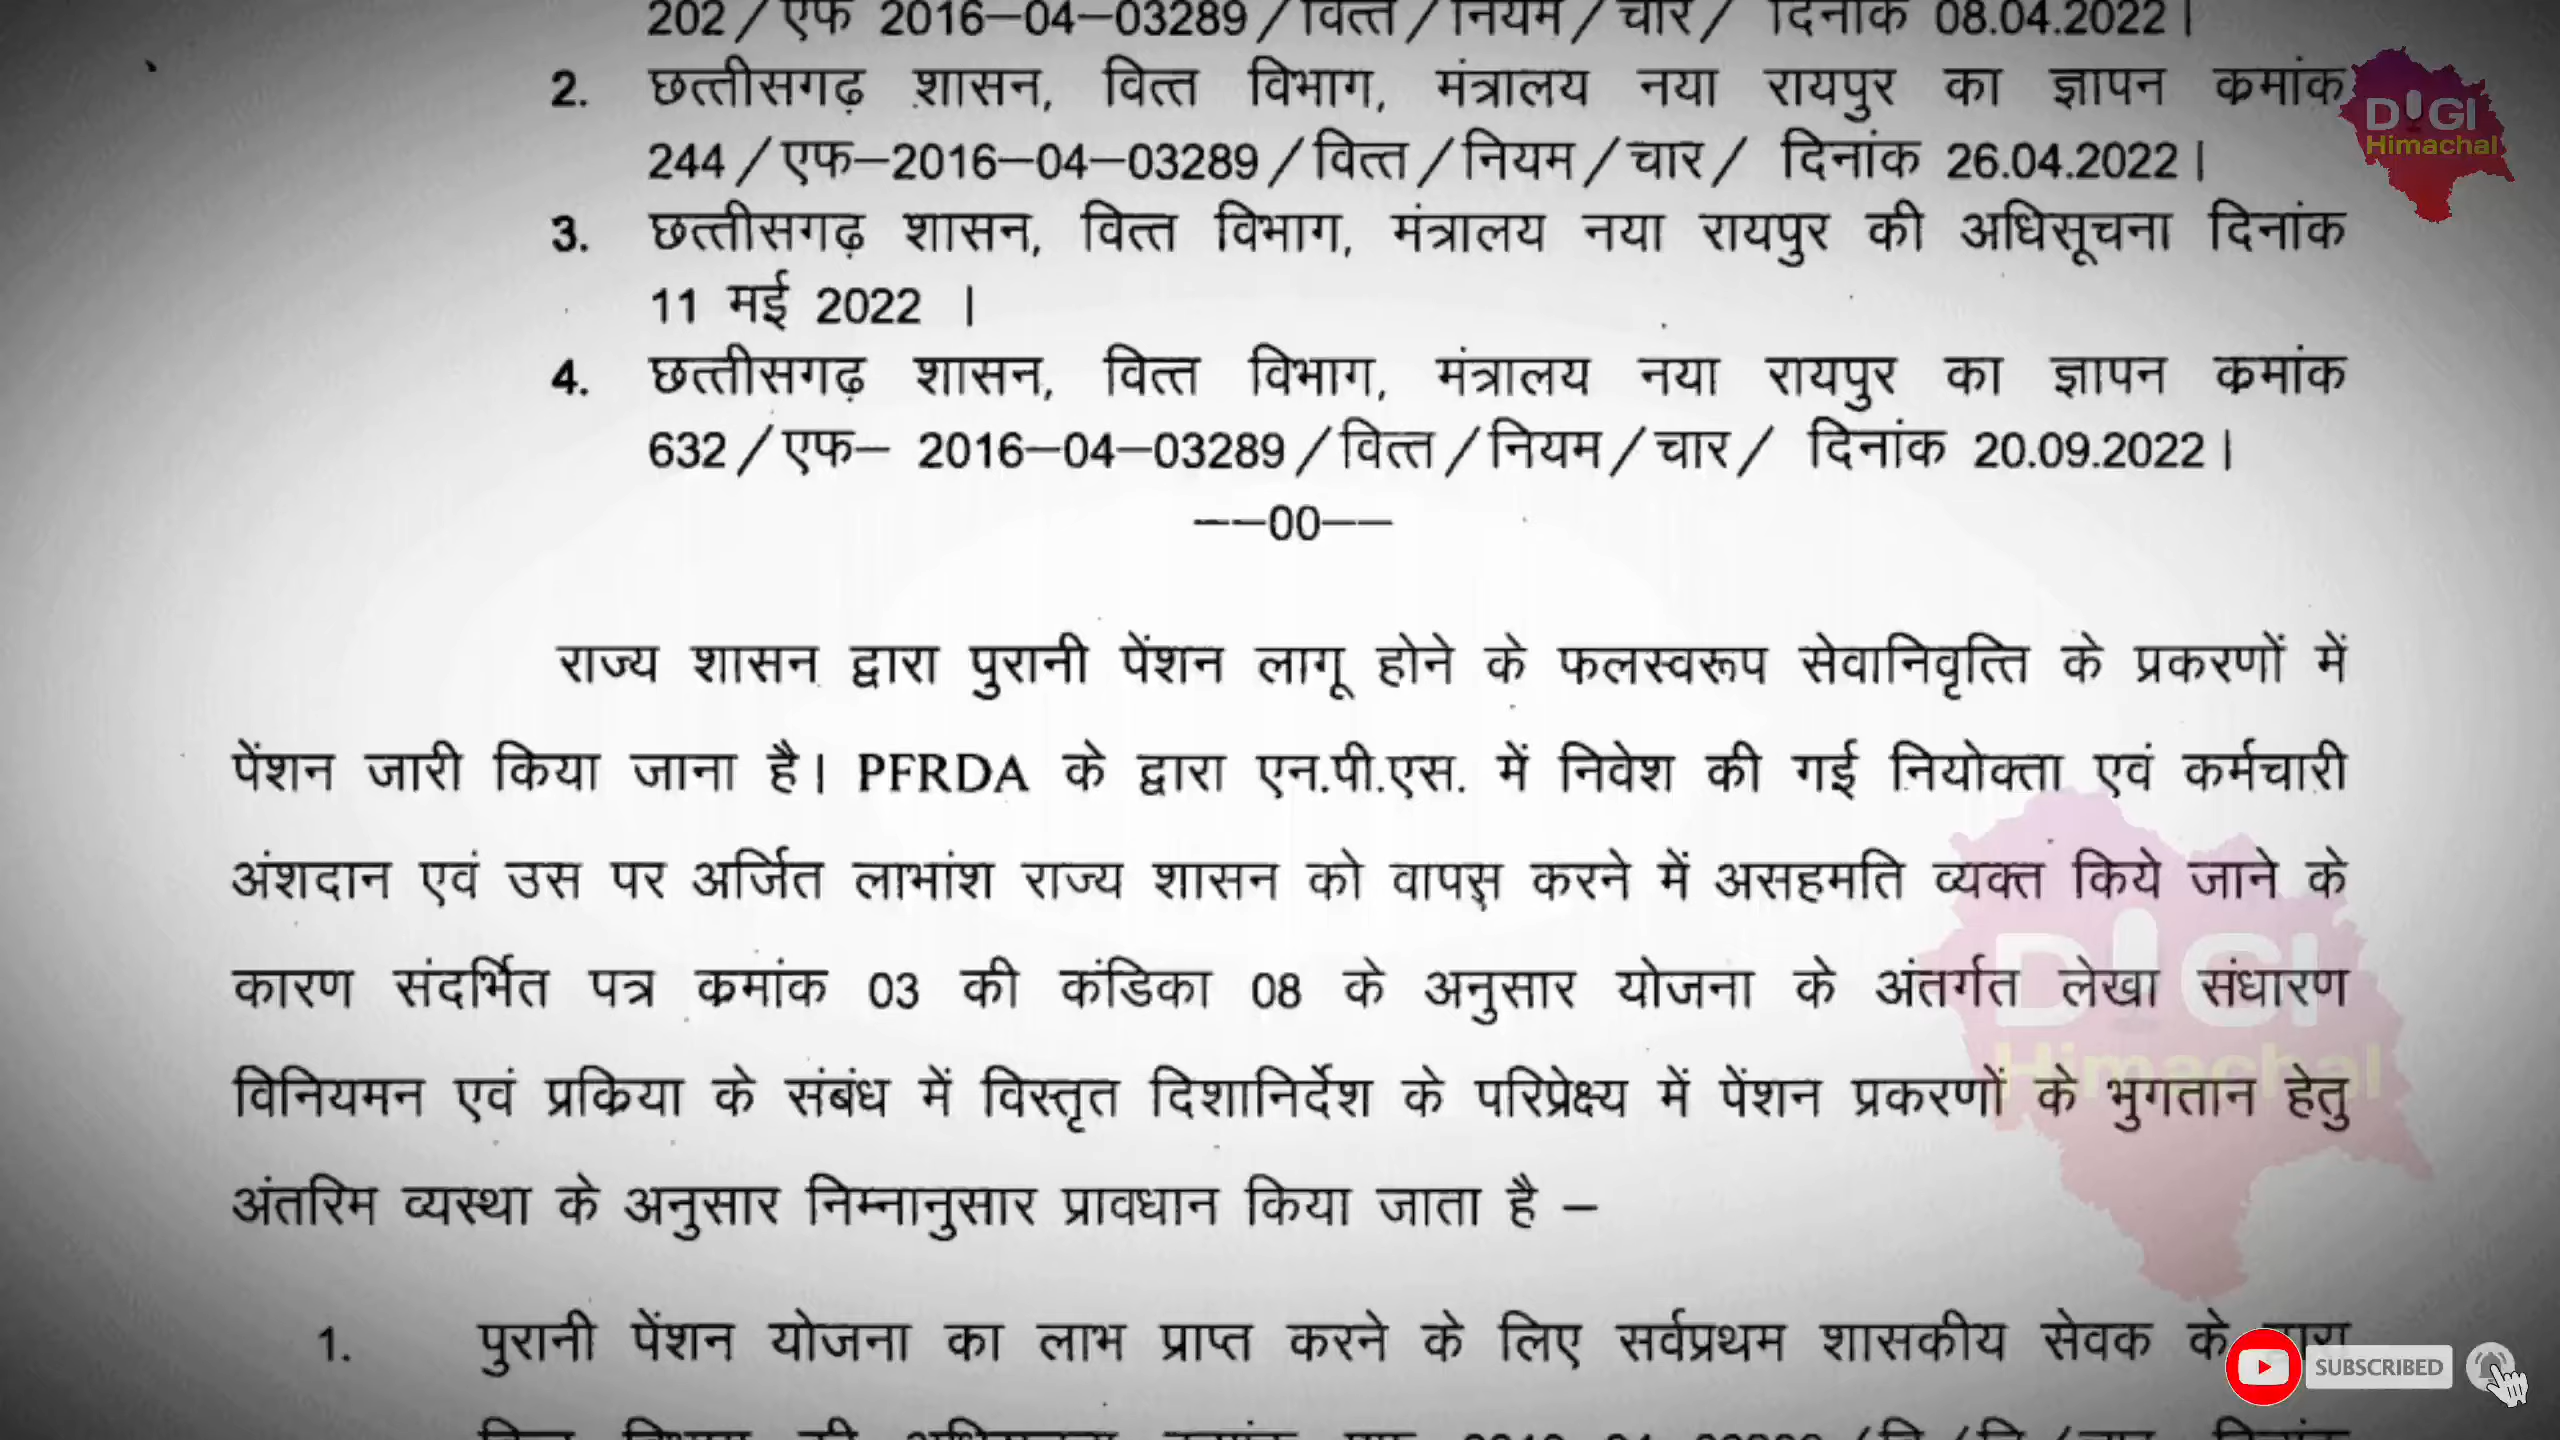 202/एफ 2016–04–03289/वित्त/नियम/चार/ दिनांक 08.04.2022।
2. छत्तीसगढ़ शासन, वित्त विभाग, मंत्रालय नया रायपुर का ज्ञापन क्रमांक
244/एफ–2016–04–03289/वित्त/नियम/चार/ दिनांक 26.04.2022।
3. छत्तीसगढ़ शासन, वित्त विभाग, मंत्रालय नया रायपुर की अधिसूचना दिनांक
11 मई 2022 ।
4. छत्तीसगढ़ शासन, वित्त विभाग, मंत्रालय नया रायपुर का ज्ञापन क्रमांक
632/एफ– 2016–04–03289/वित्त/नियम/चार/ दिनांक 20.09.2022।
––00––
राज्य शासन द्वारा पुरानी पेंशन लागू होने के फलस्वरूप सेवानिवृत्ति के प्रकरणों में
पेंशन जारी किया जाना है। PFRDA के द्वारा एन.पी.एस. में निवेश की गई नियोक्ता एवं कर्मचारी
अंशदान एवं उस पर अर्जित लाभांश राज्य शासन को वापस करने में असहमति व्यक्त किये जाने के
कारण संदर्भित पत्र क्रमांक 03 की कंडिका 08 के अनुसार योजना के अंतर्गत लेखा संधारण
विनियमन एवं प्रक्रिया के संबंध में विस्तृत दिशानिर्देश के परिप्रेक्ष्य में पेंशन प्रकरणों के भुगतान हेतु
अंतरिम व्यस्था के अनुसार निम्नानुसार प्रावधान किया जाता है –
1. पुरानी पेंशन योजना का लाभ प्राप्त करने के लिए सर्वप्रथम शासकीय सेवक के
DIGI
Himachal
DIGI
Himachal
SUBSCRIBED